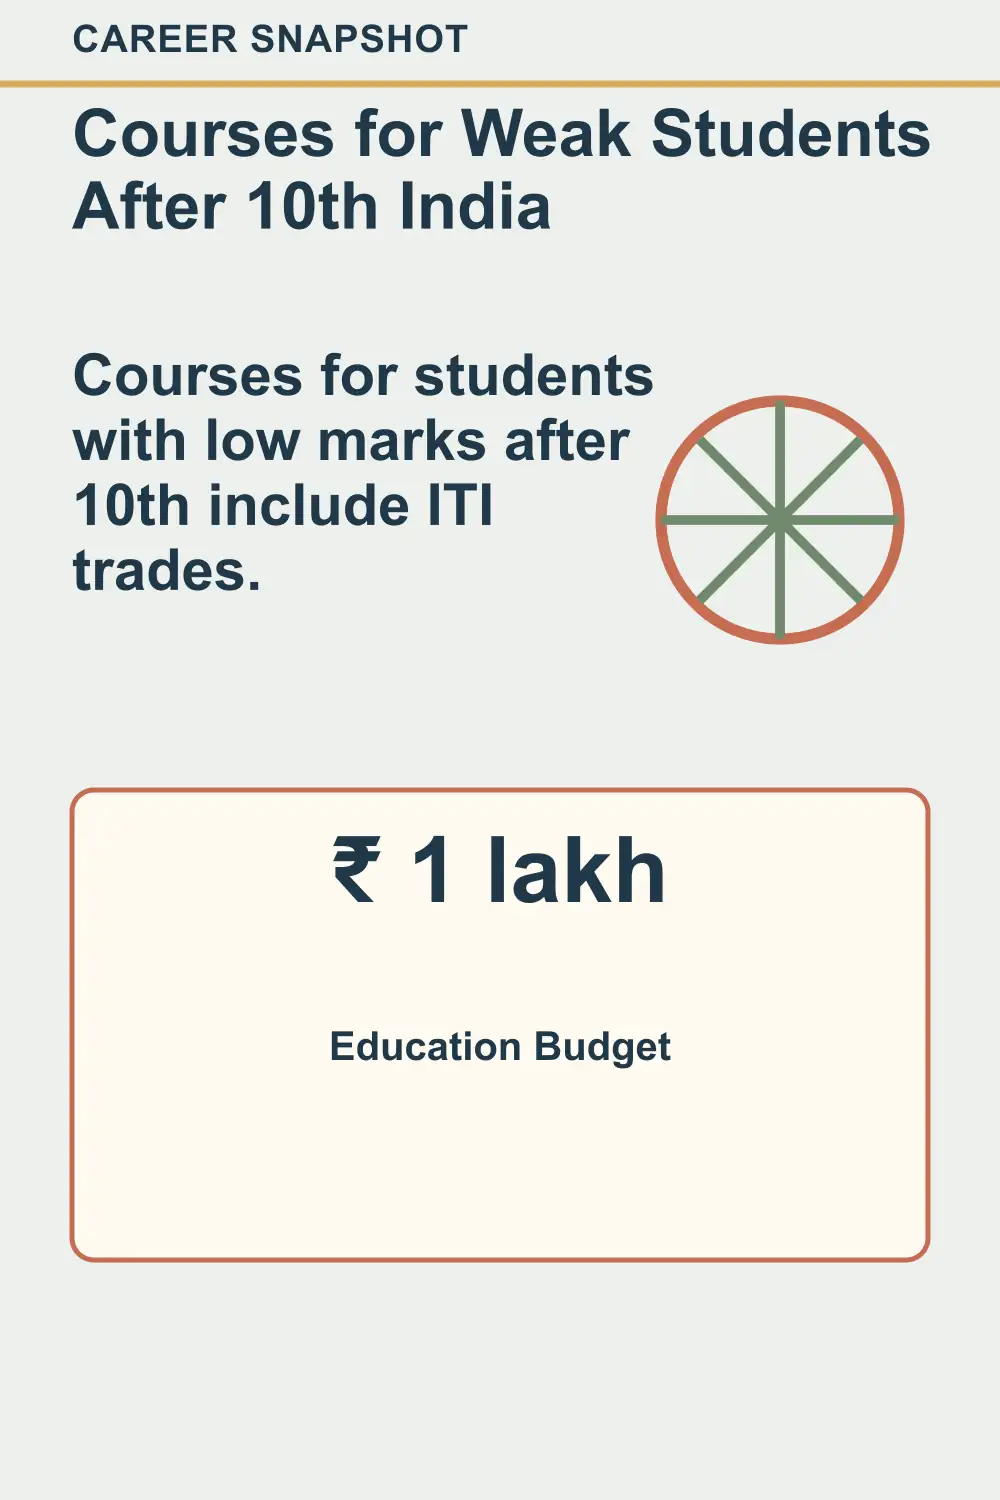 CAREER SNAPSHOT
Courses for Weak Students
After 10th India
Courses for students
with low marks after
10th include ITI
trades.
₹ 1 lakh
Education Budget